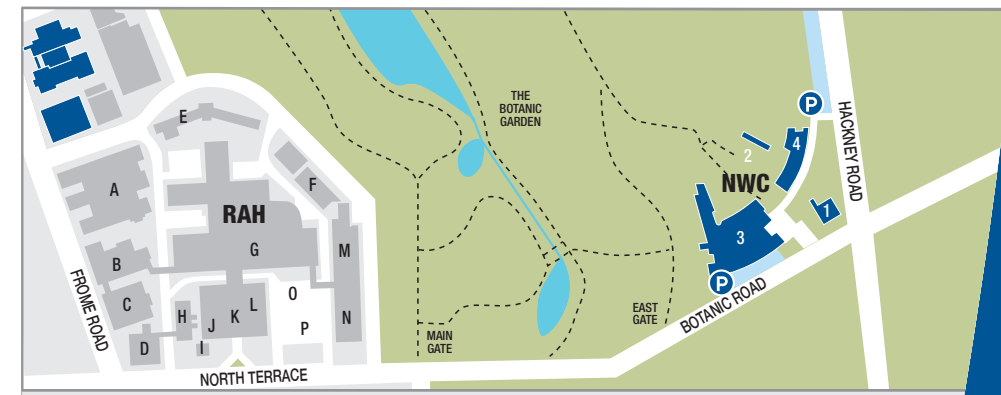 THE
BOTANIC
GARDEN
P
HACKNEY ROAD
E
4
2
NWC
A
F
RAH
1
3
M
G
B
P
FROME ROAD
O
C
BOTANIC ROAD
EAST
GATE
H
L
K
J
P
N
MAIN
GATE
D
I
NORTH TERRACE